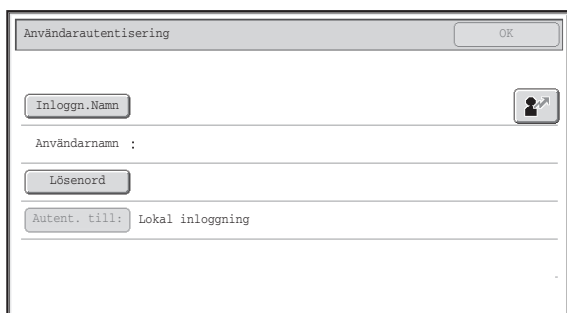 Användarautentisering OK
Inloggn.Namn
Användarnamn :
Lösenord
Autent. till: Lokal inloggning